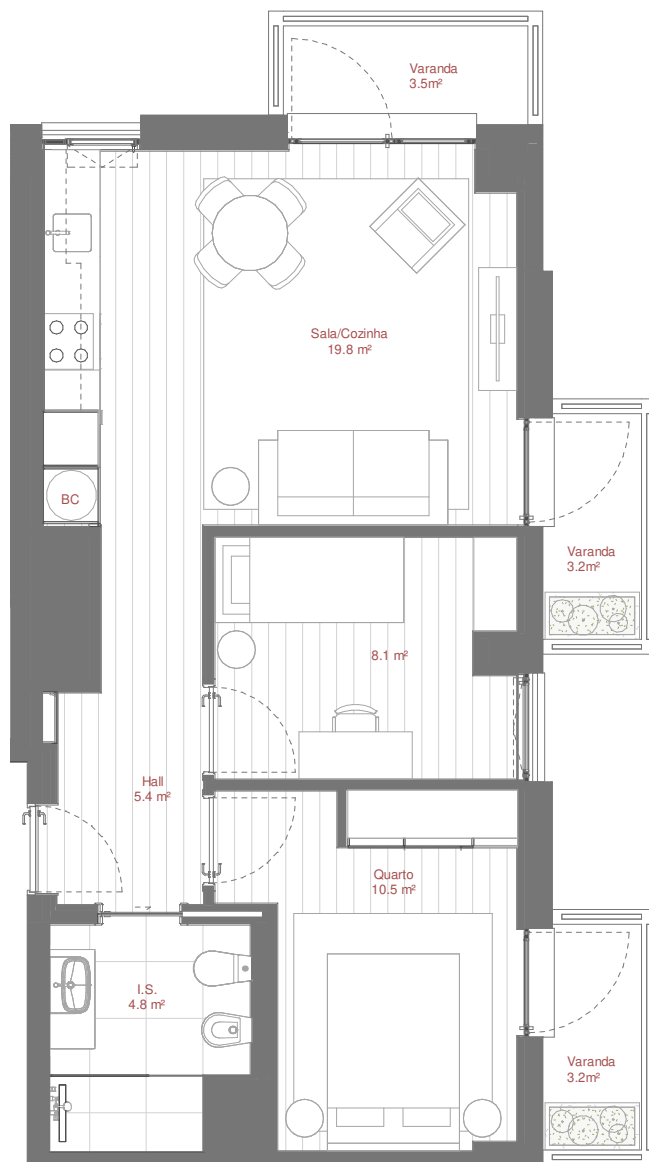 Varanda
3.5m²
Sala/Cozinha
19.8 m²
BC
Varanda
3.2m²
8.1 m²
Hall
5.4 m²
Quarto
10.5 m²
I.S.
4.8 m²
Varanda
3.2m²